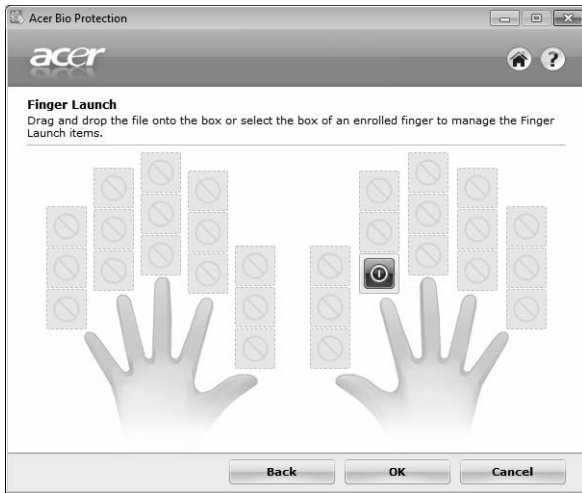 Acer Bio Protection
acer
?
Finger Launch
Drag and drop the file onto the box or select the box of an enrolled finger to manage the Finger
Launch items.
Back OK Cancel